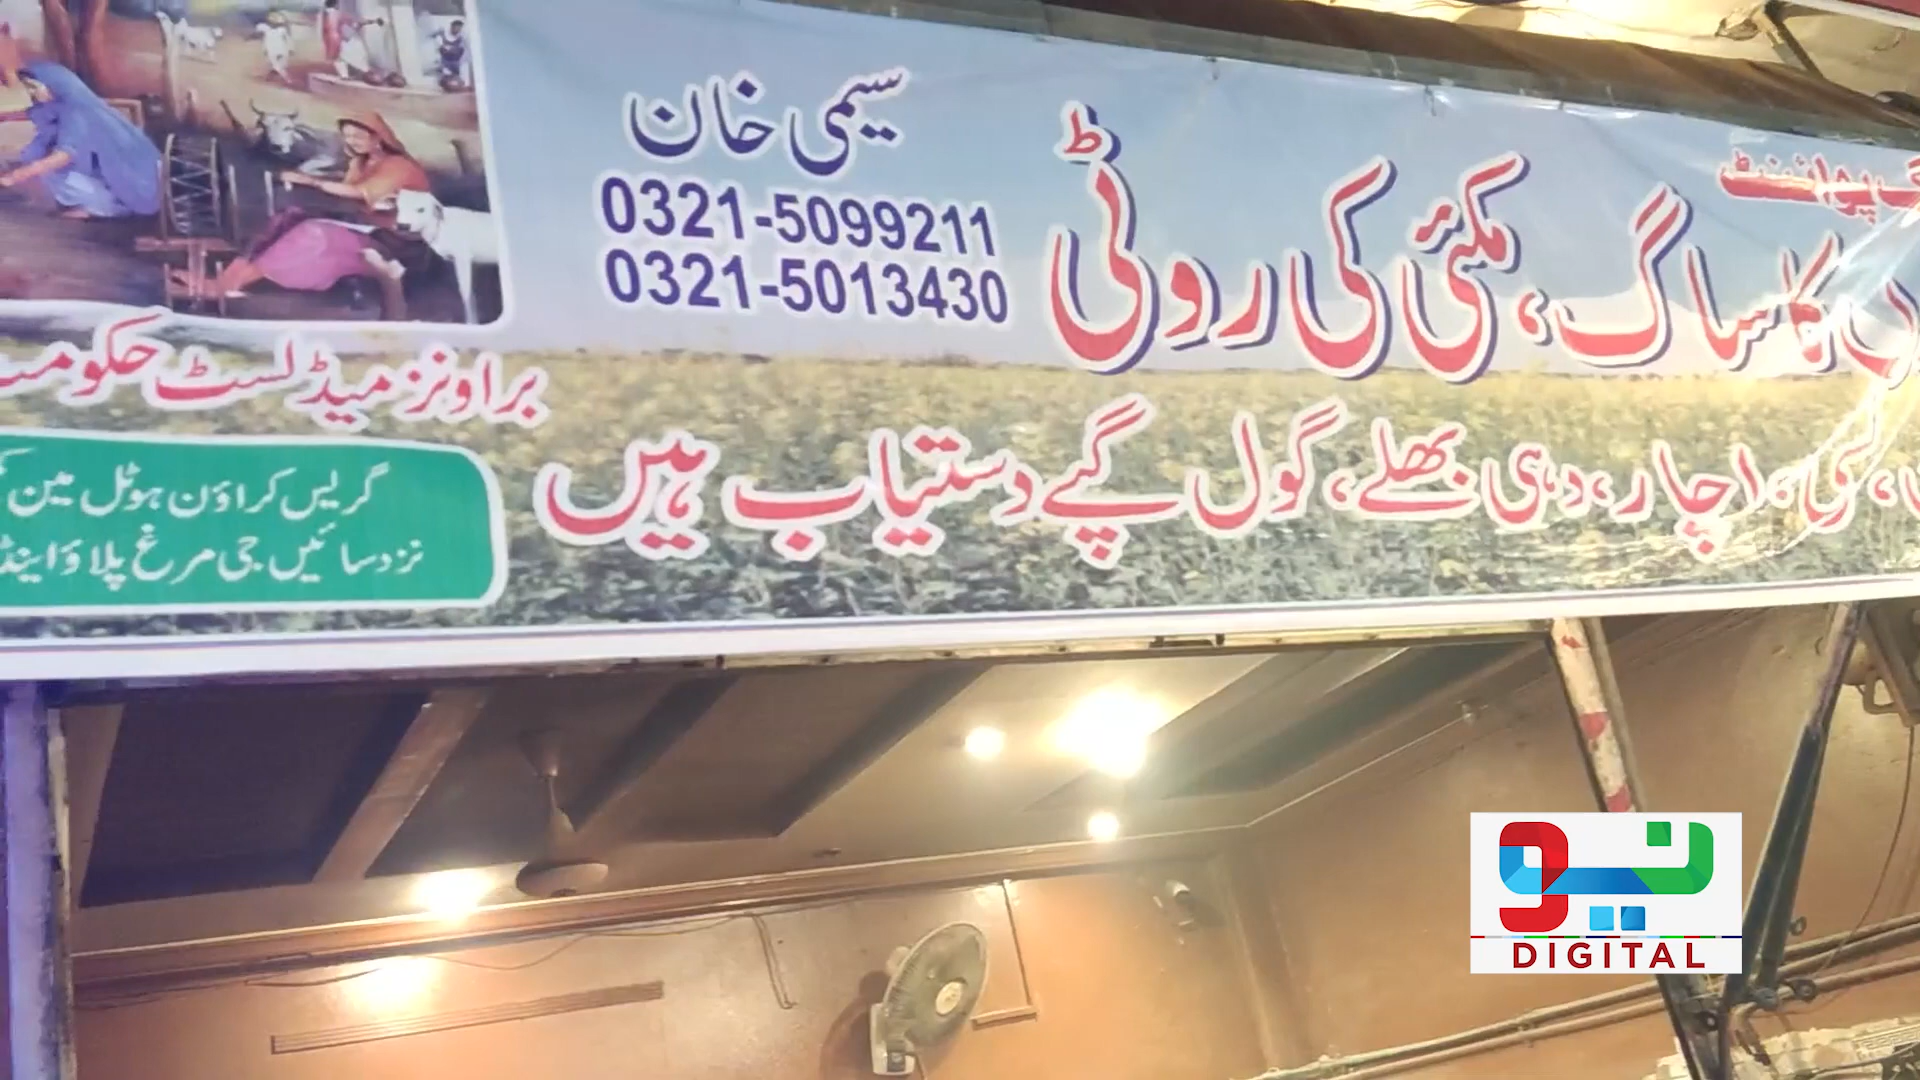 پوائنٹ
کا ساگ، مکئی کی روٹی
سیمی خان
0321-5099211
0321-5013430
لسی، اچار، دہی بھلے، گول گپے دستیاب ہیں
براونز میڈلسٹ
گریس کراؤن ہوٹل مین
نزد سائیں جی مرغ پلاؤ اینڈ
نیو
DIGITAL